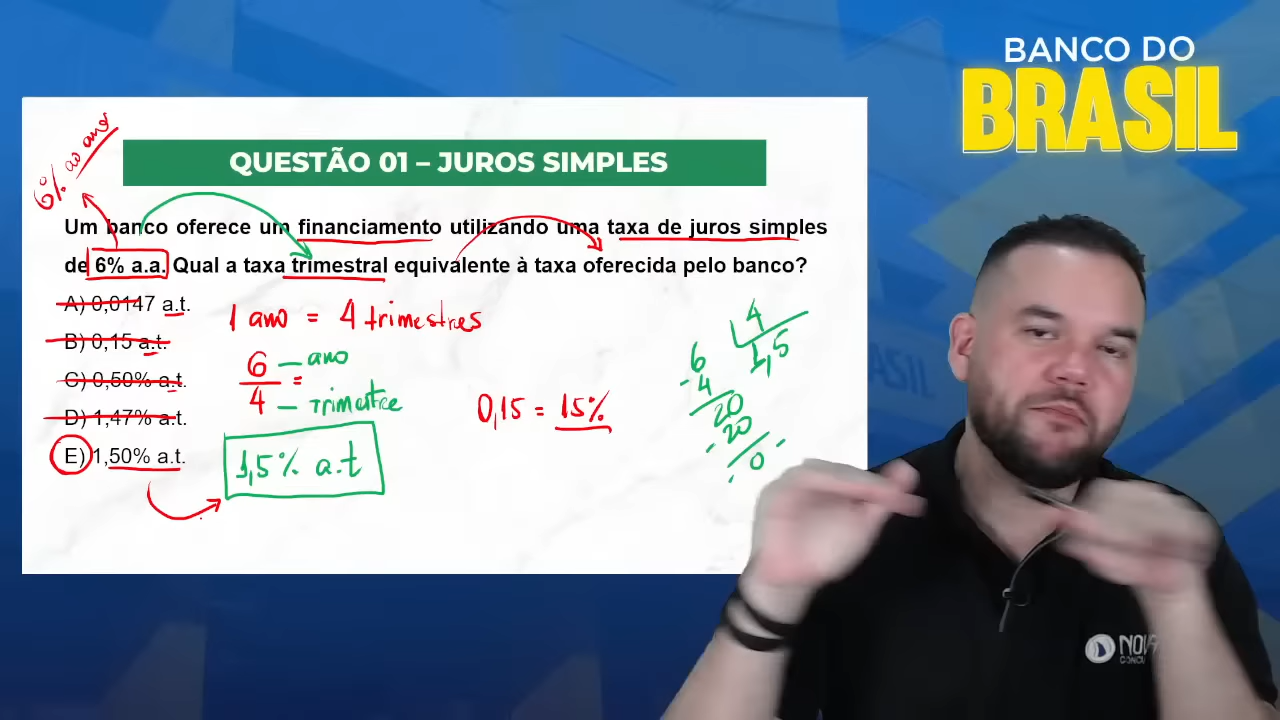 BANCO DO
BRASIL
6% ao ano
QUESTÃO 01 – JUROS SIMPLES
Um banco oferece um financiamento utilizando uma taxa de juros simples
de 6% a.a. Qual a taxa trimestral equivalente à taxa oferecida pelo banco?
A) 0,0147 a.t.
B) 0,15 a.t.
C) 0,50% a.t.
D) 1,47% a.t.
E) 1,50% a.t.
1 ano = 4 trimestres
6 – ano
=
4 – Trimestre
1,5% a.t
0,15 = 15%
6 4
-4 1,5
20
-20
0
NOVA
CONCU